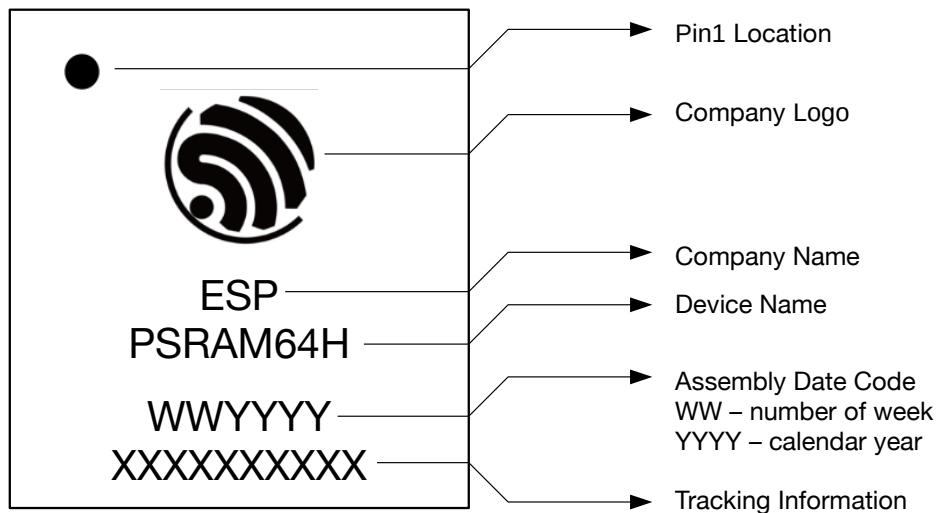 Pin1 Location
Company Logo
ESP
Company Name
PSRAM64H
Device Name
WWYYYY
Assembly Date Code
WW – number of week
YYYY – calendar year
XXXXXXXXXX
Tracking Information